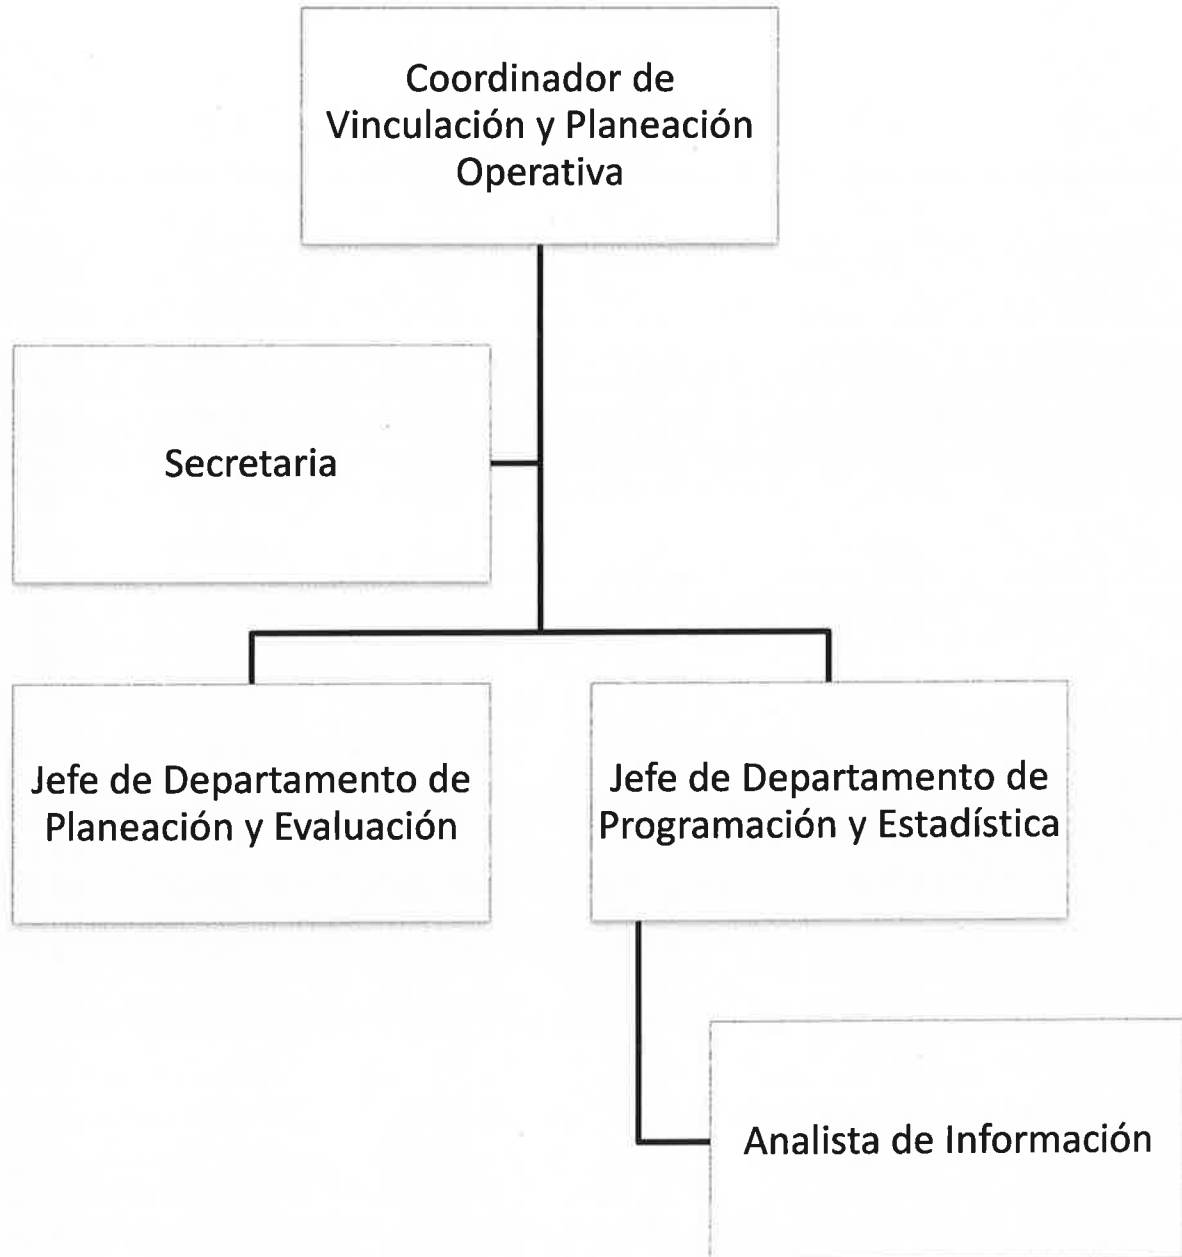 Coordinador de
Vinculación y Planeación
Operativa
Secretaria
Jefe de Departamento de
Planeación y Evaluación
Jefe de Departamento de
Programación y Estadística
Analista de Información